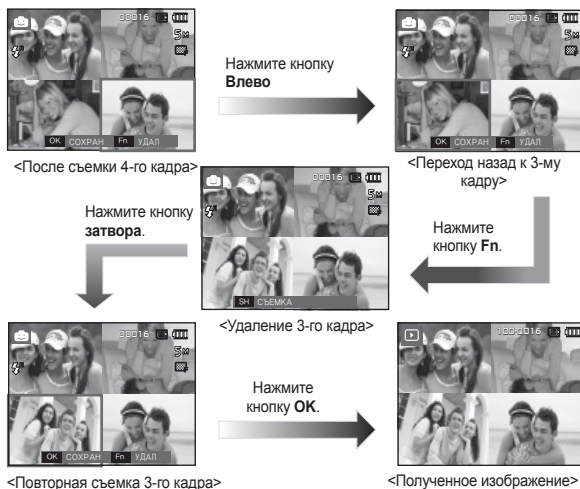 00016
5M
OK СОХРАН Fn УДАЛ
<После съемки 4-го кадра>
Нажмите кнопку
Влево
00016
5M
OK СОХРАН Fn УДАЛ
<Переход назад к 3-му
кадру>
Нажмите
кнопку Fn.
00016
5M
SH СЪЕМКА
<Удаление 3-го кадра>
Нажмите кнопку
затвора.
00016
5M
OK СОХРАН Fn УДАЛ
<Повторная съемка 3-го кадра>
Нажмите
кнопку OK.
100-0016
<Полученное изображение>